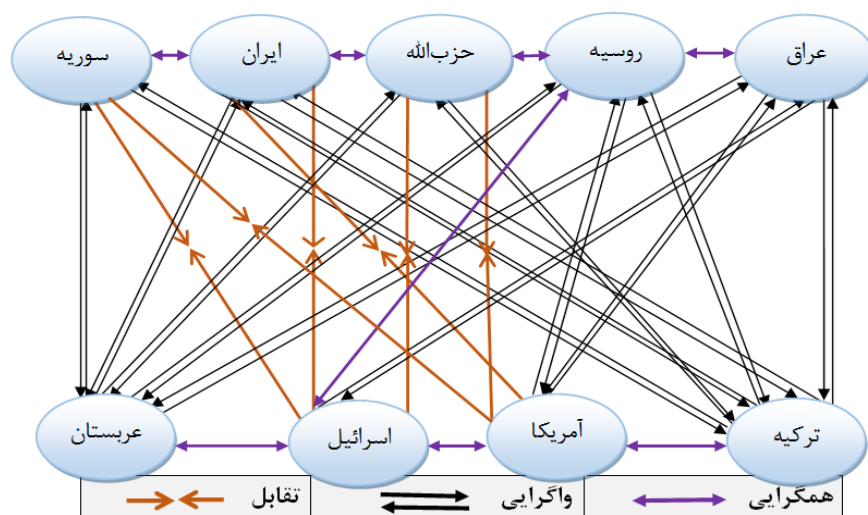 عراق
روسیه
حزب‌الله
ایران
سوریه
ترکیه
آمریکا
اسرائیل
عربستان
همگرایی
واگرایی
تقابل